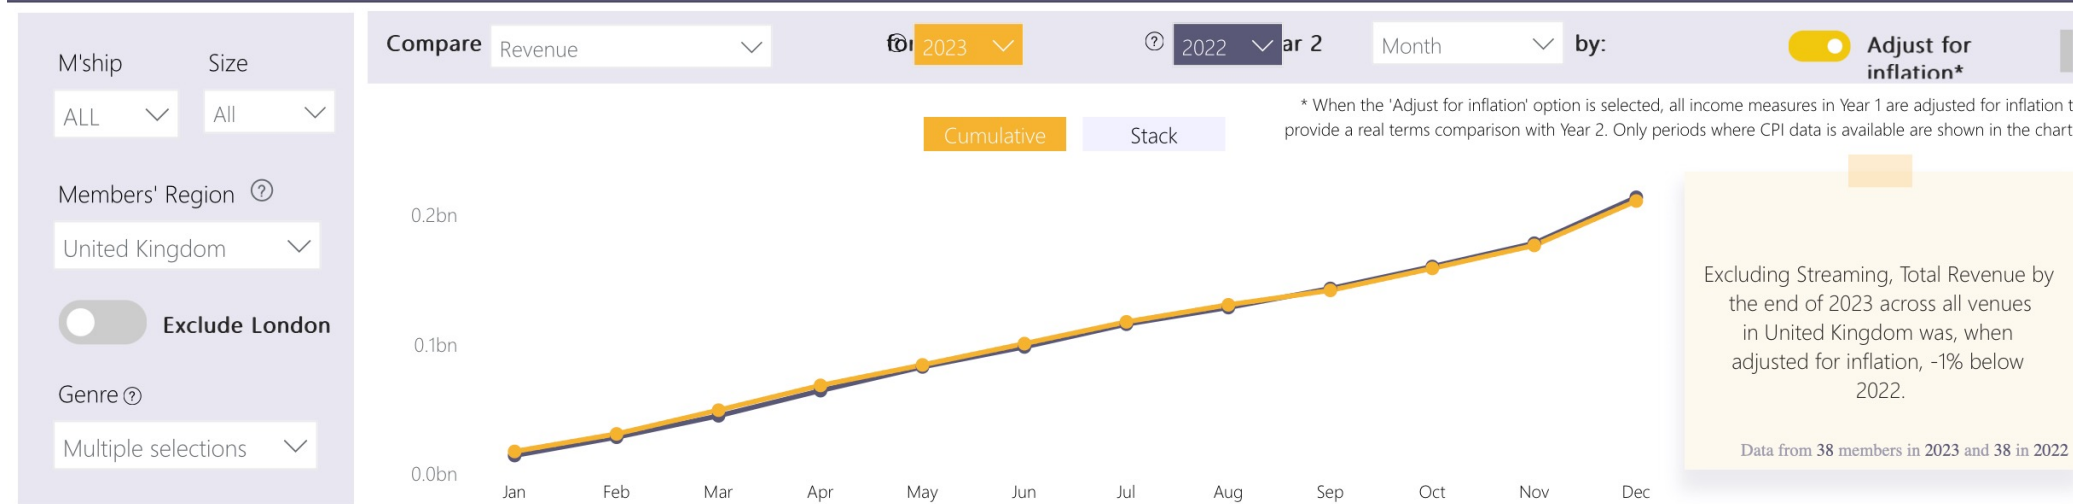 M'ship
Size
ALL
All
Members' Region ?
United Kingdom
Exclude London
Genre ?
Multiple selections
Compare Revenue for 2023 ? 2022 ar 2 Month by: Adjust for
inflation*
* When the 'Adjust for inflation' option is selected, all income measures in Year 1 are adjusted for inflation t
provide a real terms comparison with Year 2. Only periods where CPI data is available are shown in the chart
Cumulative
Stack
0.2bn
0.1bn
0.0bn
Jan Feb Mar Apr May Jun Jul Aug Sep Oct Nov Dec
Excluding Streaming, Total Revenue by
the end of 2023 across all venues
in United Kingdom was, when
adjusted for inflation, -1% below
2022.
Data from 38 members in 2023 and 38 in 2022